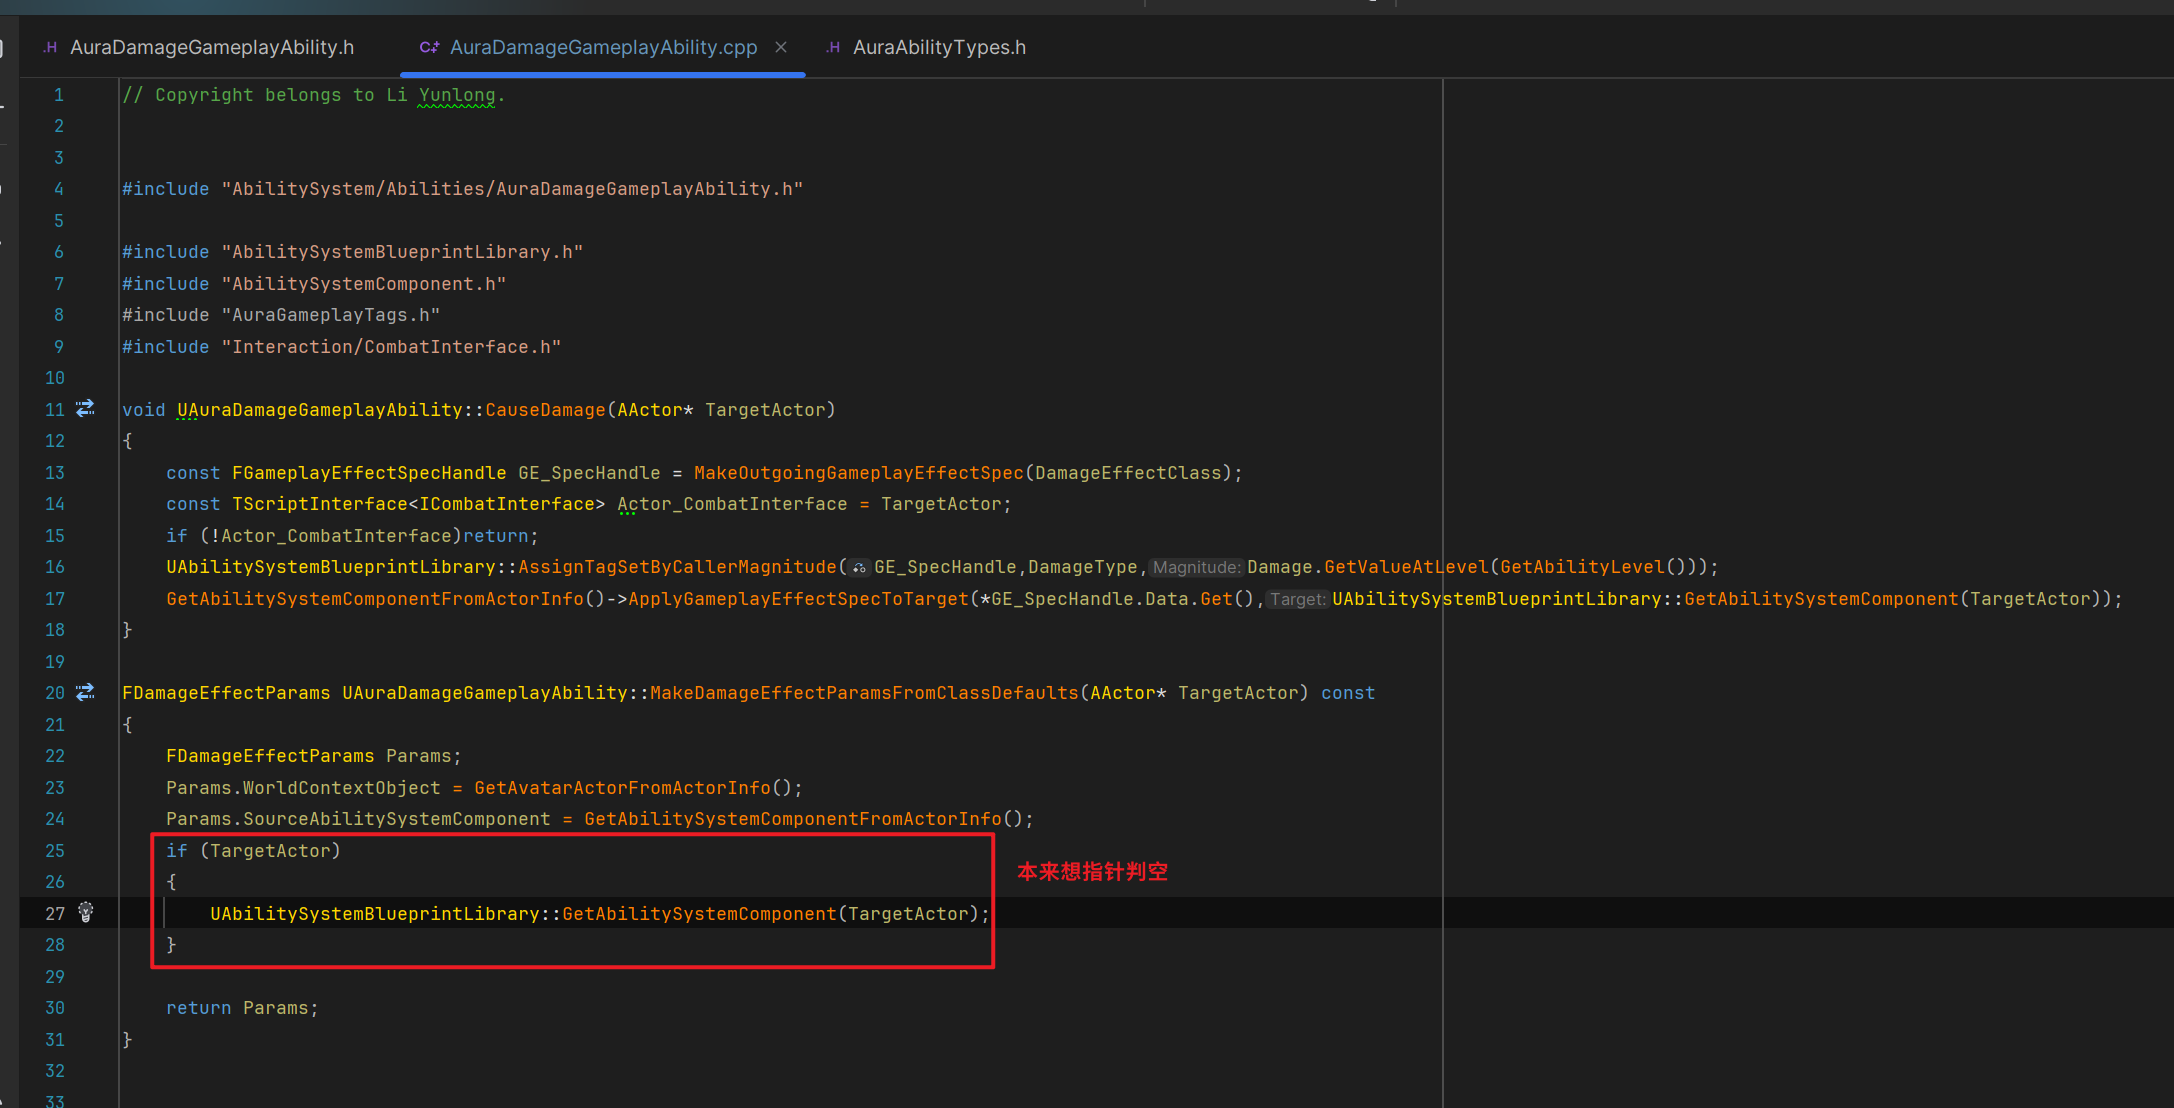 .H AuraDamageGameplayAbility.h C++ AuraDamageGameplayAbility.cpp × .H AuraAbilityTypes.h
1 // Copyright belongs to Li Yunlong.
2
3
4 #include "AbilitySystem/Abilities/AuraDamageGameplayAbility.h"
5
6 #include "AbilitySystemBlueprintLibrary.h"
7 #include "AbilitySystemComponent.h"
8 #include "AuraGameplayTags.h"
9 #include "Interaction/CombatInterface.h"
10
11 void UAuraDamageGameplayAbility::CauseDamage(AActor* TargetActor)
12 {
13 const FGameplayEffectSpecHandle GE_SpecHandle = MakeOutgoingGameplayEffectSpec(DamageEffectClass);
14 const TScriptInterface<ICombatInterface> Actor_CombatInterface = TargetActor;
15 if (!Actor_CombatInterface)return;
16 UAbilitySystemBlueprintLibrary::AssignTagSetByCallerMagnitude(GE_SpecHandle,DamageType,Magnitude:Damage.GetValueAtLevel(GetAbilityLevel()));
17 GetAbilitySystemComponentFromActorInfo()->ApplyGameplayEffectSpecToTarget(*GE_SpecHandle.Data.Get(),Target:UAbilitySystemBlueprintLibrary::GetAbilitySystemComponent(TargetActor));
18 }
19
20 FDamageEffectParams UAuraDamageGameplayAbility::MakeDamageEffectParamsFromClassDefaults(AActor* TargetActor) const
21 {
22 FDamageEffectParams Params;
23 Params.WorldContextObject = GetAvatarActorFromActorInfo();
24 Params.SourceAbilitySystemComponent = GetAbilitySystemComponentFromActorInfo();
25 if (TargetActor)
本来想指针判空
26 {
27 UAbilitySystemBlueprintLibrary::GetAbilitySystemComponent(TargetActor);
28 }
29
30 return Params;
31 }
32
33